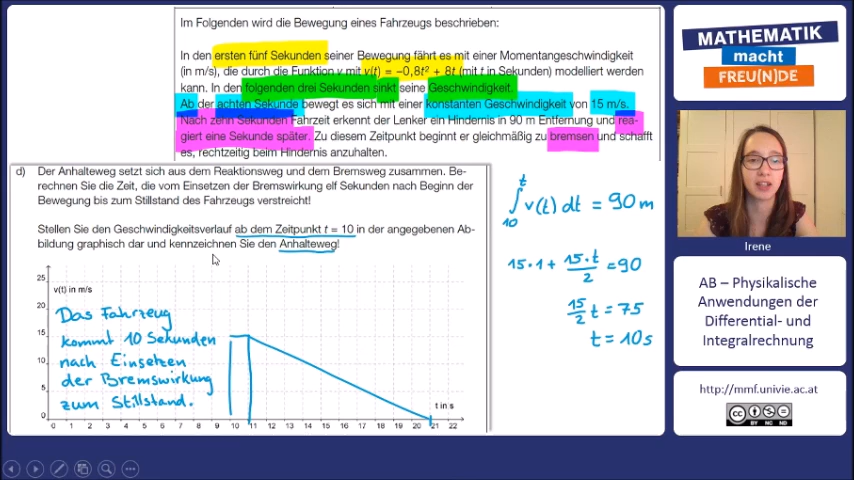 Im Folgenden wird die Bewegung eines Fahrzeugs beschrieben:
In den ersten fünf Sekunden seiner Bewegung fährt es mit einer Momentangeschwindigkeit
(in m/s), die durch die Funktion v mit v(t) = –0,8t² + 8t (mit t in Sekunden) modelliert werden
kann. In den folgenden drei Sekunden sinkt seine Geschwindigkeit.
Ab der achten Sekunde bewegt es sich mit einer konstanten Geschwindigkeit von 15 m/s.
Nach zehn Sekunden Fahrzeit erkennt der Lenker ein Hindernis in 90 m Entfernung und rea-
giert eine Sekunde später. Zu diesem Zeitpunkt beginnt er gleichmäßig zu bremsen und schafft
es, rechtzeitig beim Hindernis anzuhalten.
d) Der Anhalteweg setzt sich aus dem Reaktionsweg und dem Bremsweg zusammen. Be-
rechnen Sie die Zeit, die vom Einsetzen der Bremswirkung elf Sekunden nach Beginn der
Bewegung bis zum Stillstand des Fahrzeugs verstreicht!
Stellen Sie den Geschwindigkeitsverlauf ab dem Zeitpunkt t = 10 in der angegebenen Ab-
bildung graphisch dar und kennzeichnen Sie den Anhalteweg!
25
v(t) in m/s
20
15
10
5
0
Das Fahrzeug
kommt 10 Sekunden
nach Einsetzen
der Bremswirkung
zum Stillstand.
t in s
0 1 2 3 4 5 6 7 8 9 10 11 12 13 14 15 16 17 18 19 20 21 22
t
∫ v(t) dt = 90m
10
15·1 + 15·t/2 = 90
15/2 t = 75
t = 10s
MATHEMATIK
macht
FREU(N)DE
Irene
AB – Physikalische
Anwendungen der
Differential- und
Integralrechnung
http://mmf.univie.ac.at
cc
BY NC ND